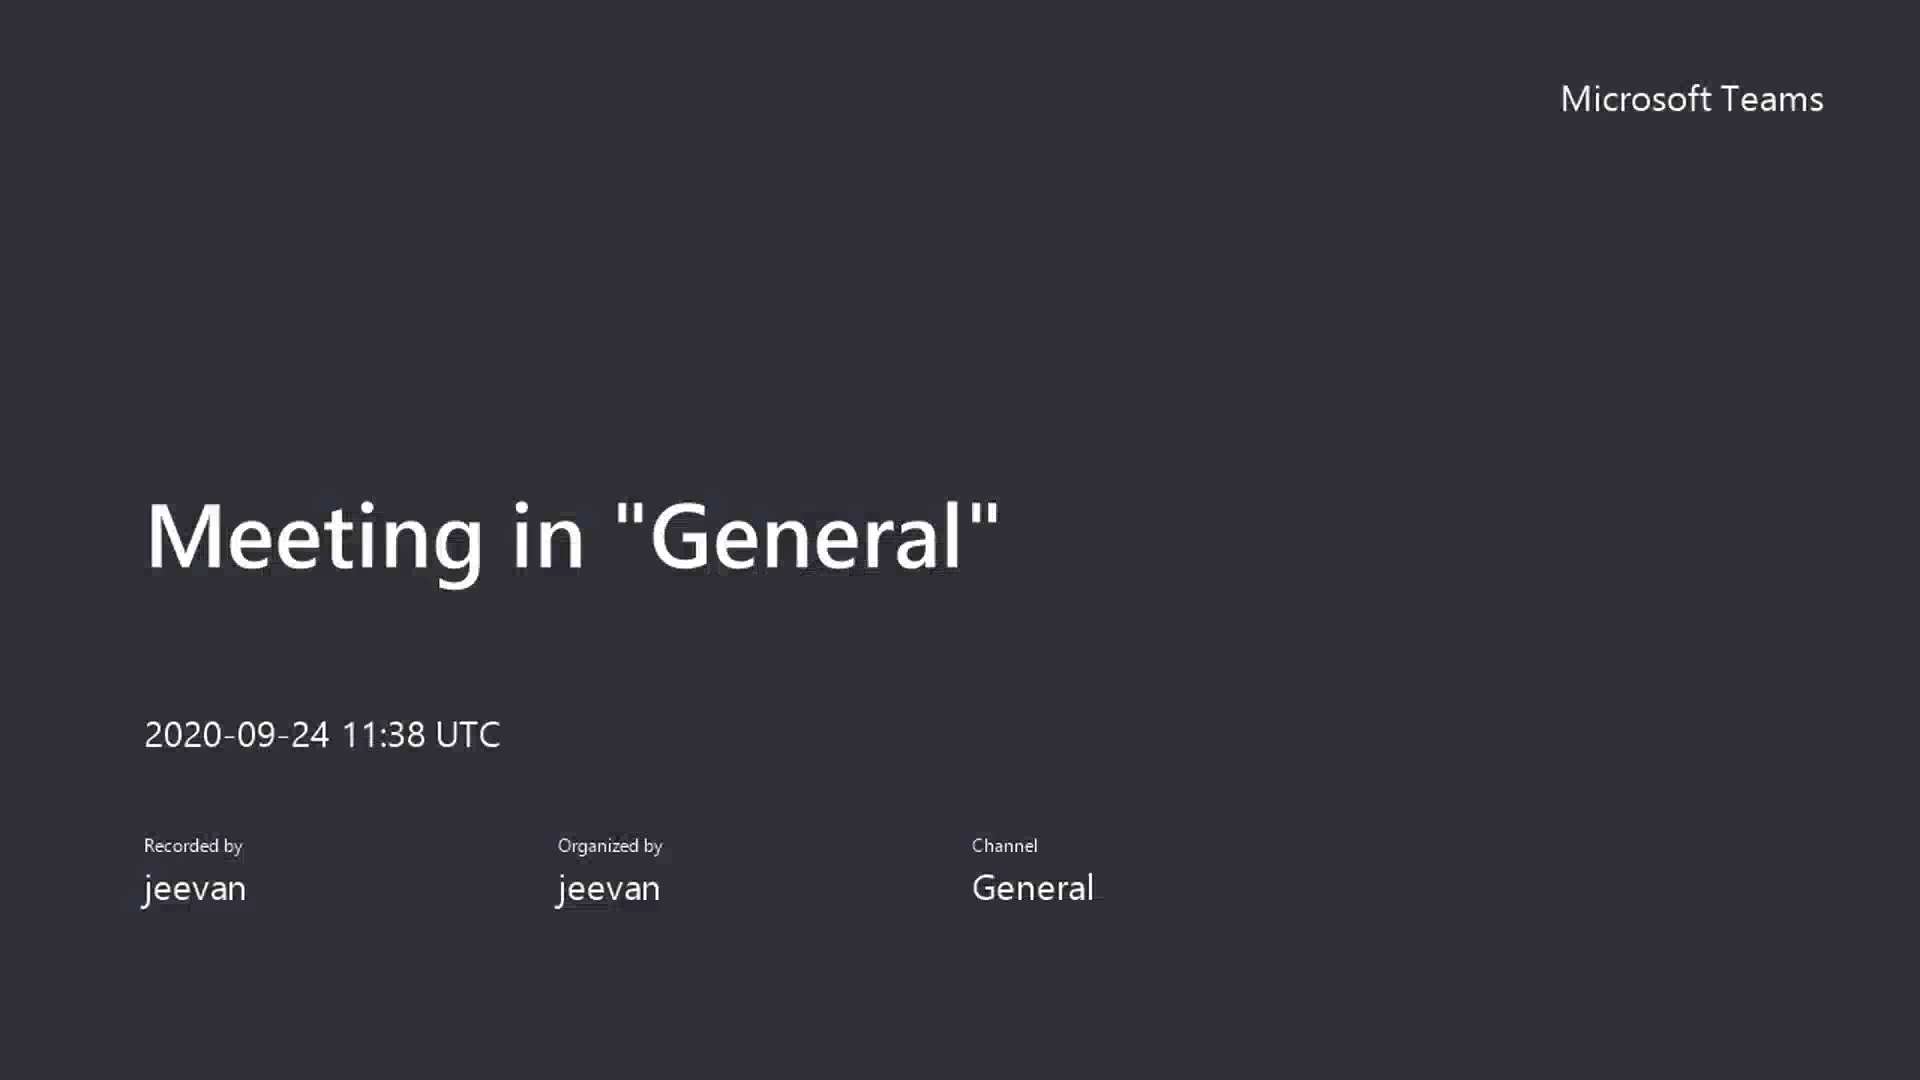 Microsoft Teams
Meeting in "General"
2020-09-24 11:38 UTC
Recorded by
jeevan
Organized by
jeevan
Channel
General